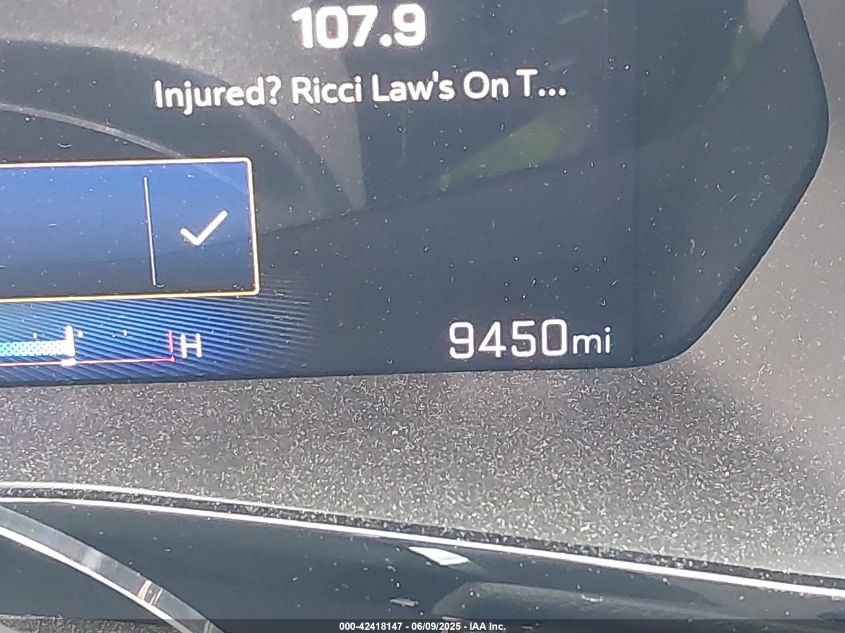 107.9
Injured? Ricci Law's On T...
H
9450mi
000-42418147 - 06/09/2025 - IAA Inc.